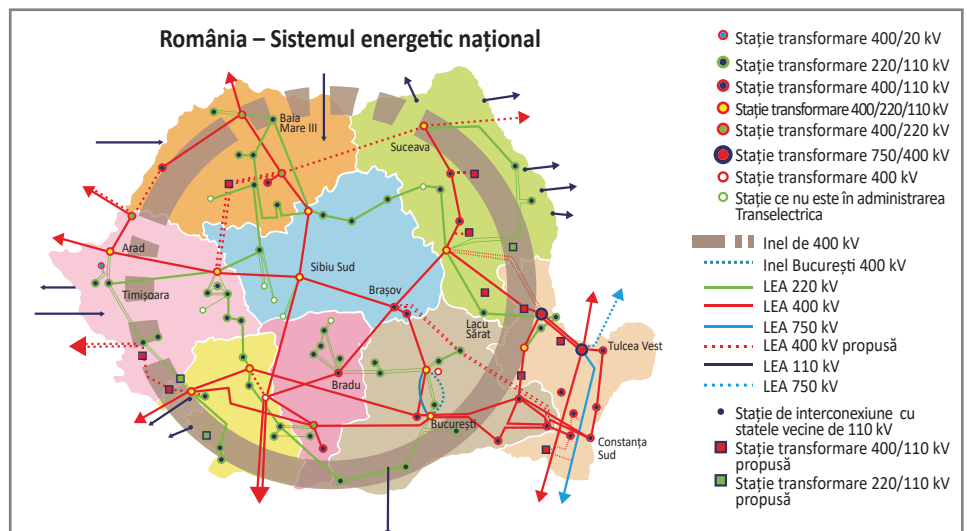 România – Sistemul energetic național
Baia
Mare III
Suceava
Arad
Timișoara
Sibiu Sud
Brașov
Lacu
Sărat
Tulcea Vest
Bradu
București
Constanța
Sud
Stație transformare 400/20 kV
Stație transformare 220/110 kV
Stație transformare 400/110 kV
Stație transformare 400/220/110 kV
Stație transformare 400/220 kV
Stație transformare 750/400 kV
Stație transformare 400 kV
Stație ce nu este în administrarea
Transelectrica
Inel de 400 kV
Inel București 400 kV
LEA 220 kV
LEA 400 kV
LEA 750 kV
LEA 400 kV propusă
LEA 110 kV
LEA 750 kV
Stație de interconexiune cu
statele vecine de 110 kV
Stație transformare 400/110 kV
propusă
Stație transformare 220/110 kV
propusă